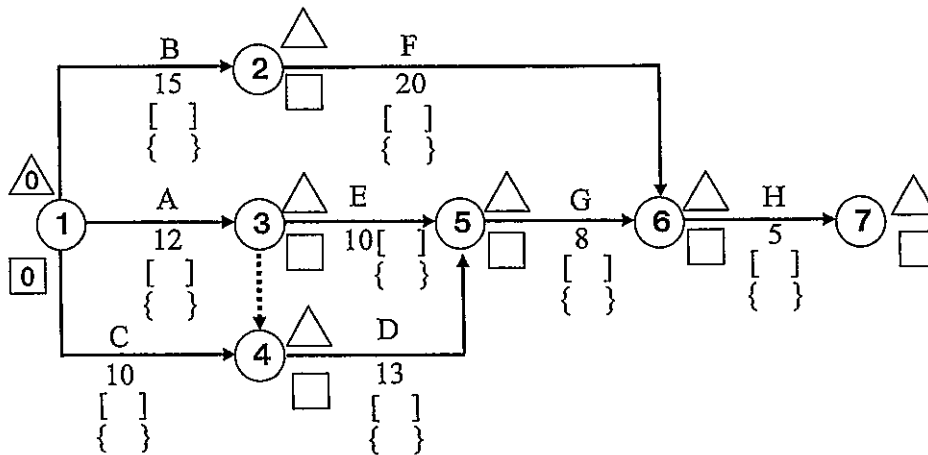 B F
2
15 20
[ ] [ ]
{ } { }
0
A E G H
1 3 5 6 7
12 10 [ ] 8 5
[ ] { } [ ] [ ]
{ } { } { }
0
C D
4
10 13
[ ] [ ]
{ } { }